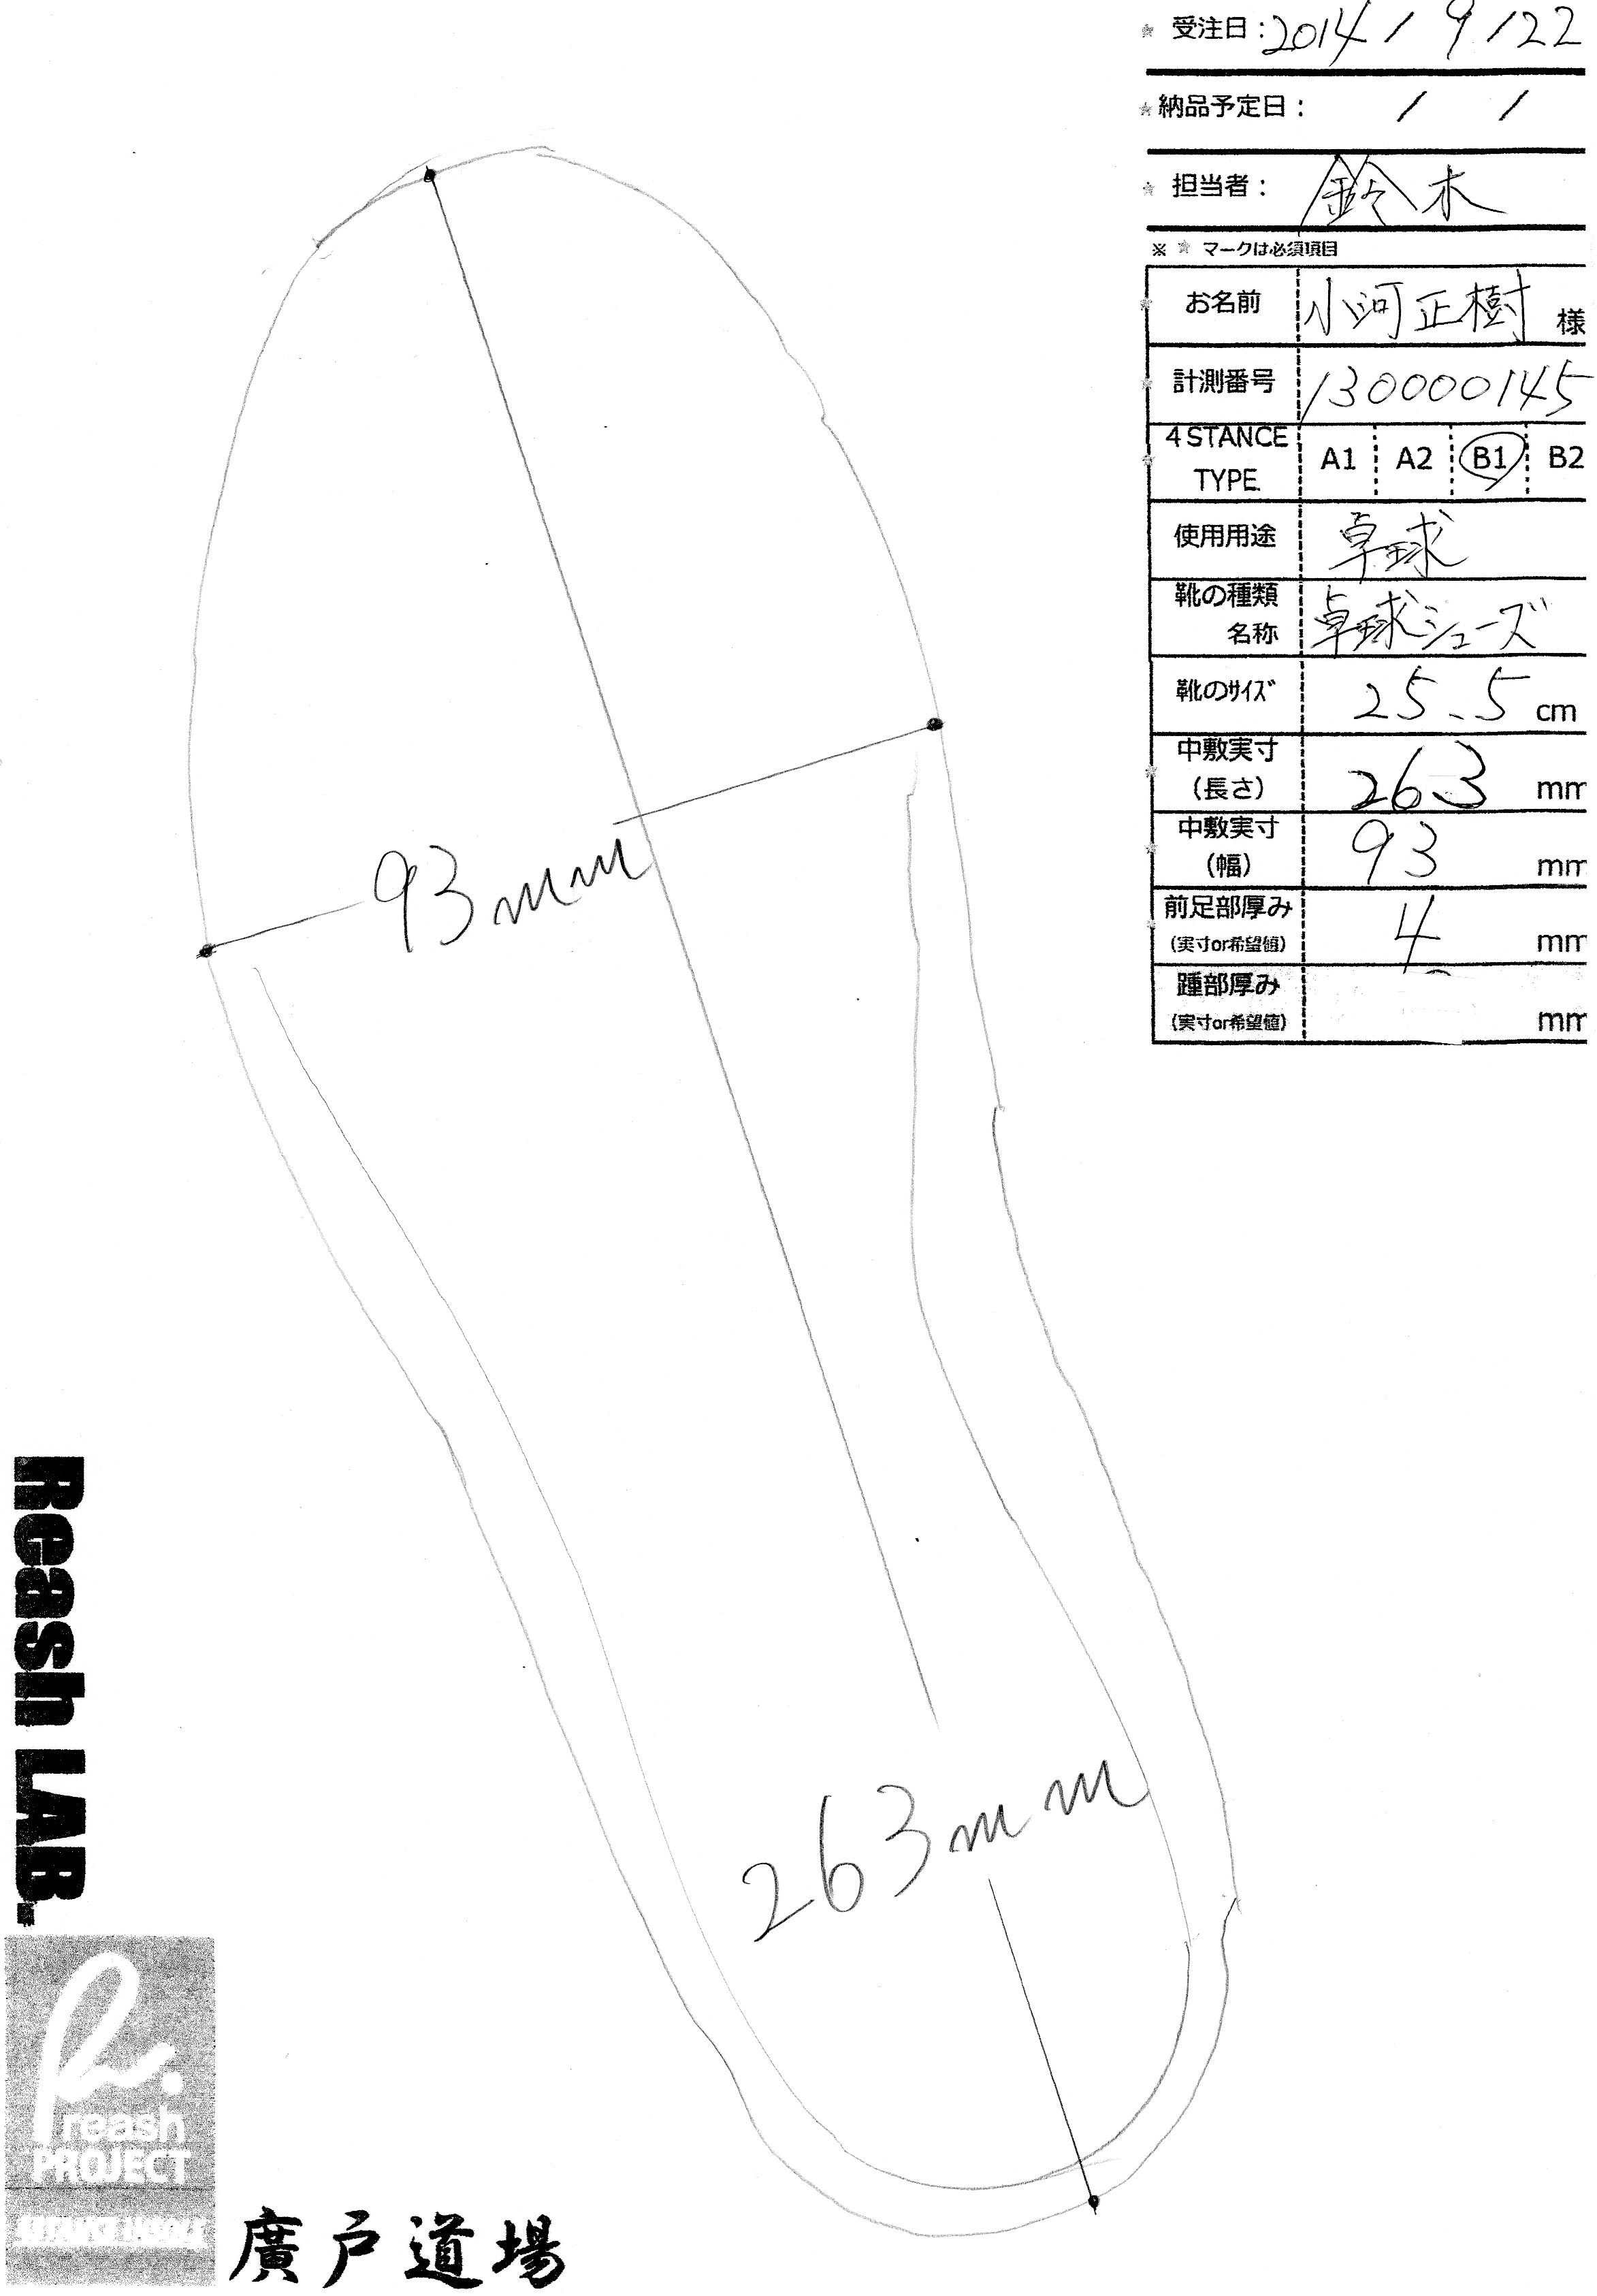 ★ 受注日：2014 / 9 / 22
★ 納品予定日： / /
★ 担当者： 鈴木
※ ★ マークは必須項目
★ お名前 小河正樹 様
★ 計測番号 130000145
★ 4 STANCE TYPE. A1 A2 B1 B2
使用用途 卓球
靴の種類 卓球シューズ
名称
靴のサイズ 25.5 cm
★ 中敷実寸 263 mm
（長さ）
★ 中敷実寸 93 mm
（幅）
前足部厚み 4 mm
（実寸or希望値）
踵部厚み mm
（実寸or希望値）
93mm
263mm
Reash LAB.
reash
PROJECT
廣戸道場